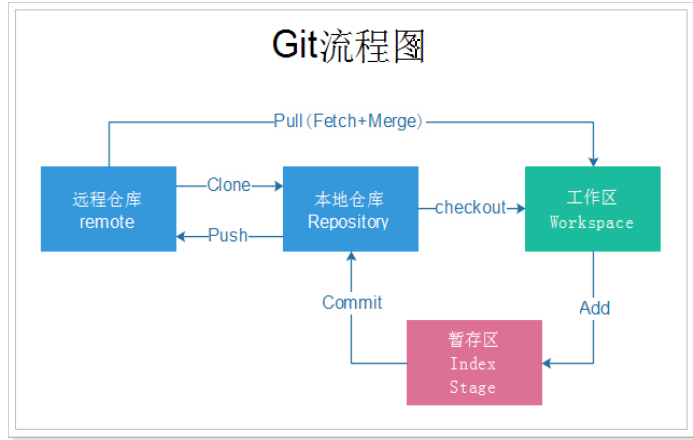 Git流程图
Pull(Fetch+Merge)
远程仓库
remote
Clone
Push
本地仓库
Repository
checkout
工作区
Workspace
Commit
Add
暂存区
Index
Stage